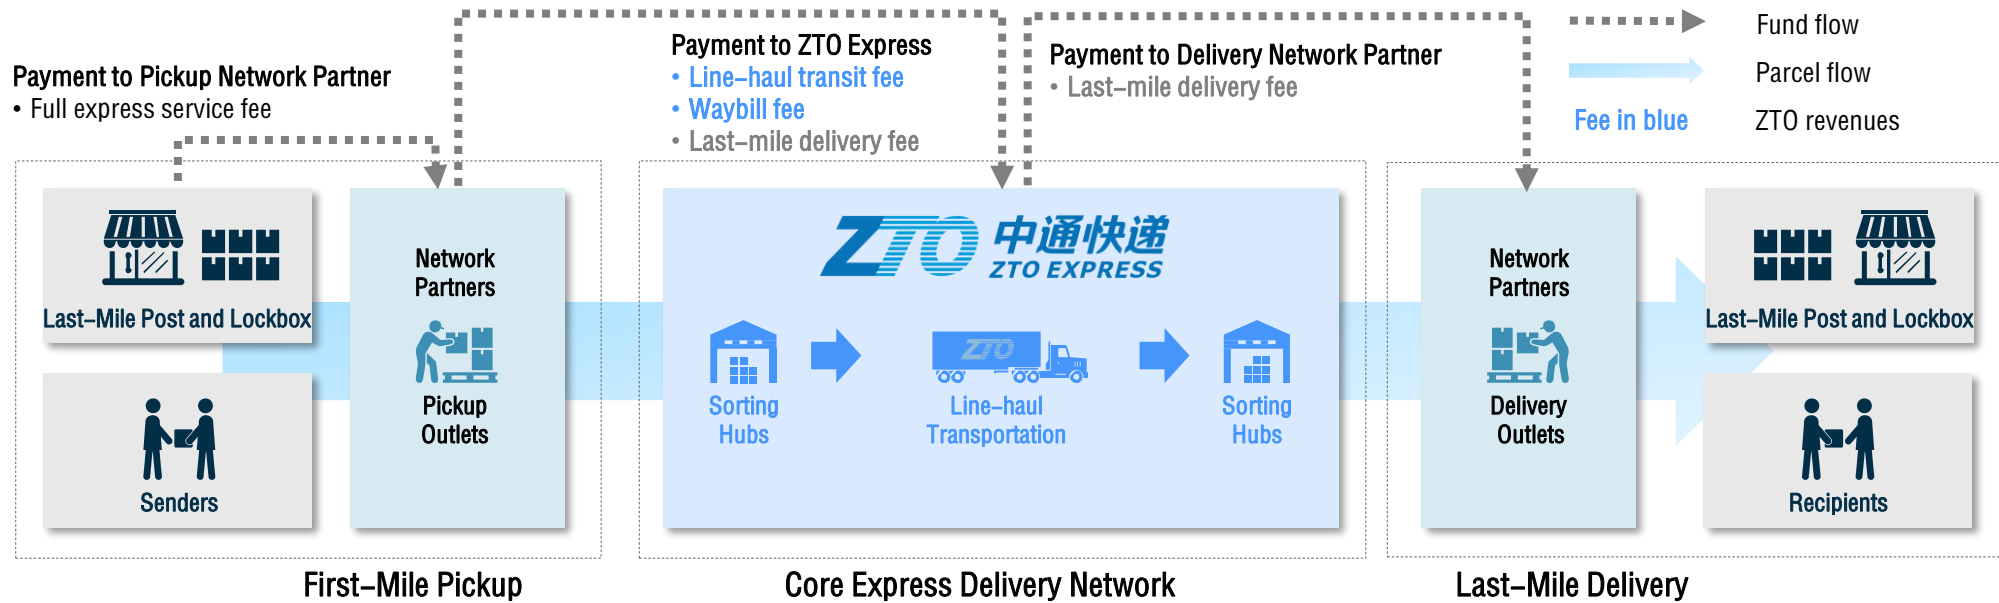 Payment to Pickup Network Partner
• Full express service fee
Payment to ZTO Express
• Line-haul transit fee
• Waybill fee
• Last-mile delivery fee
Payment to Delivery Network Partner
• Last-mile delivery fee
Fund flow
Parcel flow
Fee in blue
ZTO revenues
Last-Mile Post and Lockbox
Senders
Network
Partners
Pickup
Outlets
ZTO 中通快递
ZTO EXPRESS
Sorting
Hubs
ZTO
Line-haul
Transportation
Sorting
Hubs
Network
Partners
Delivery
Outlets
Last-Mile Post and Lockbox
Recipients
First-Mile Pickup
Core Express Delivery Network
Last-Mile Delivery